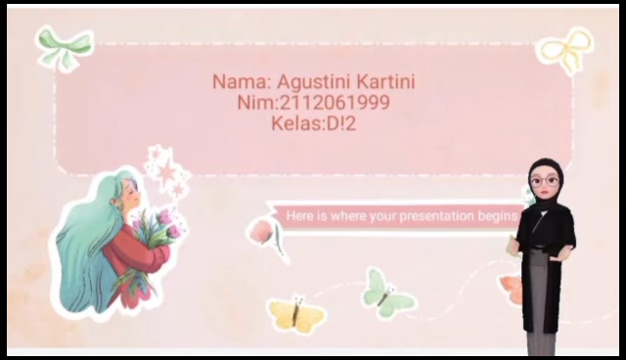 Nama: Agustini Kartini
Nim:2112061999
Kelas:D!2
Here is where your presentation begins